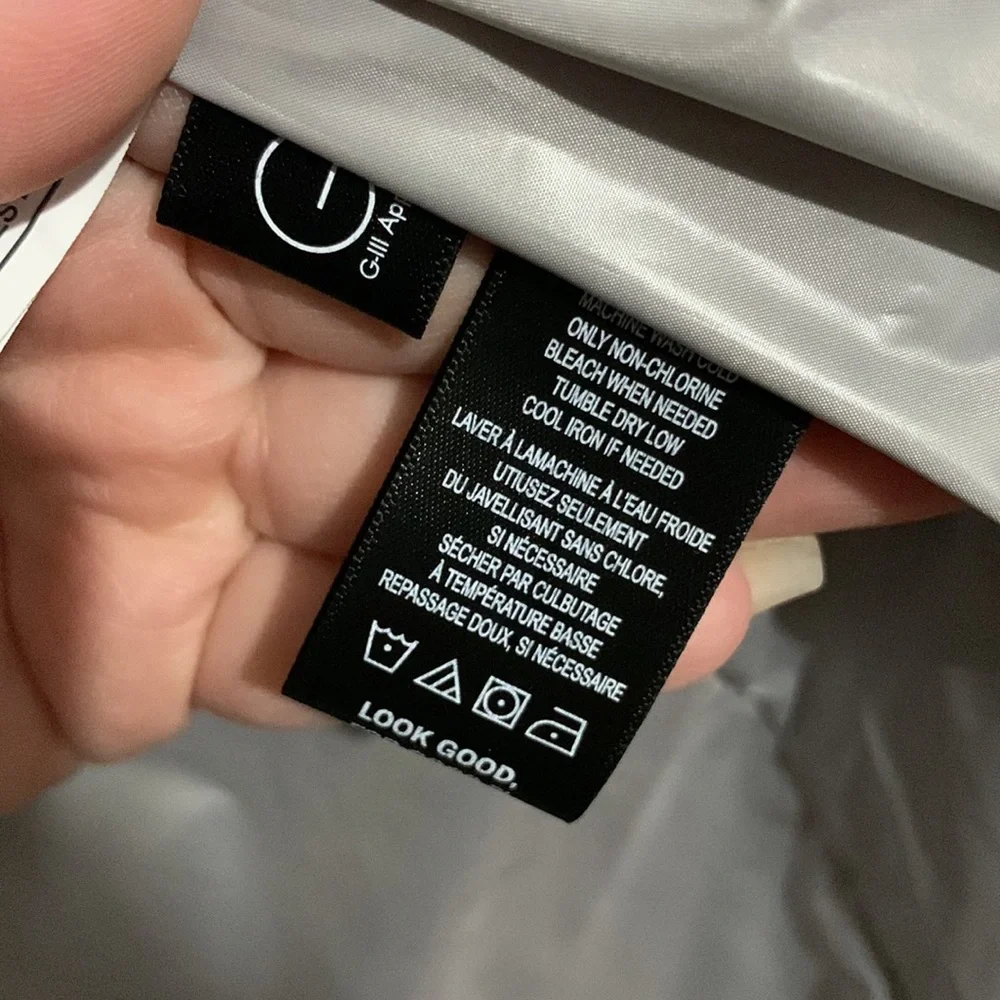 G-III App
MACHINE WASH COLD
ONLY NON-CHLORINE
BLEACH WHEN NEEDED
TUMBLE DRY LOW
COOL IRON IF NEEDED
LAVER À LAMACHINE À L'EAU FROIDE
UTIUSEZ SEULEMENT
DU JAVELLISANT SANS CHLORE,
SI NÉCESSAIRE
SÉCHER PAR CULBUTAGE
À TEMPÉRATURE BASSE
REPASSAGE DOUX, SI NÉCESSAIRE
LOOK GOOD,